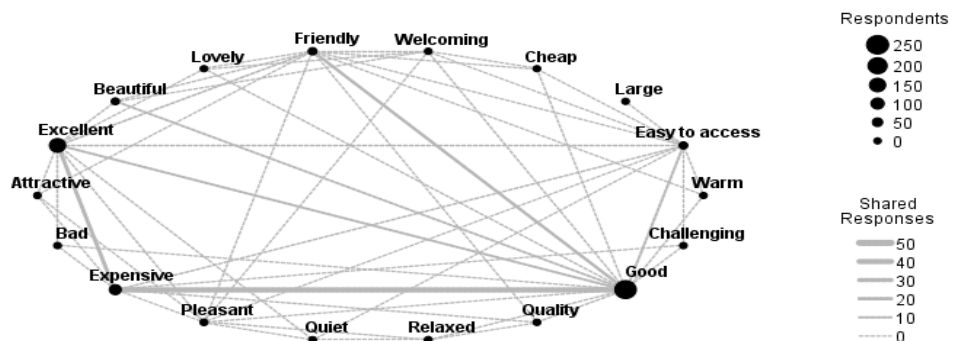 Respondents
250
200
150
100
50
0
Friendly
Welcoming
Lovely
Cheap
Beautiful
Large
Excellent
Easy to access
Attractive
Warm
Bad
Challenging
Expensive
Good
Pleasant
Quality
Quiet
Relaxed
Shared
Responses
50
40
30
20
10
0